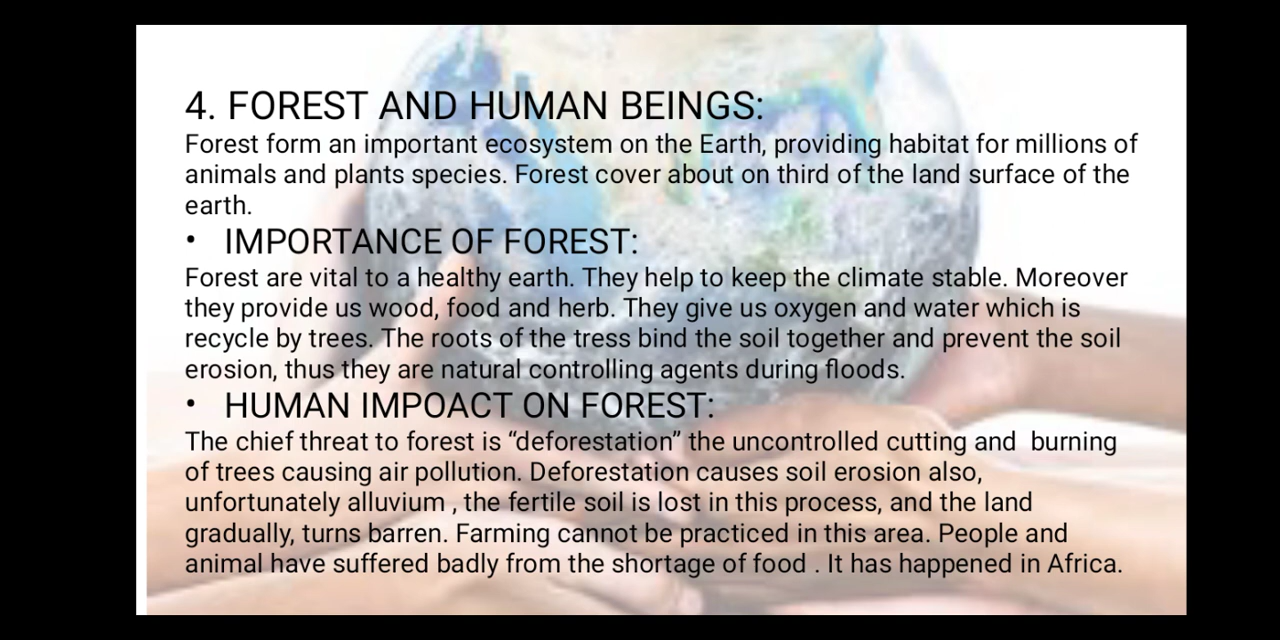 4. FOREST AND HUMAN BEINGS:
Forest form an important ecosystem on the Earth, providing habitat for millions of
animals and plants species. Forest cover about on third of the land surface of the
earth.
• IMPORTANCE OF FOREST:
Forest are vital to a healthy earth. They help to keep the climate stable. Moreover
they provide us wood, food and herb. They give us oxygen and water which is
recycle by trees. The roots of the tress bind the soil together and prevent the soil
erosion, thus they are natural controlling agents during floods.
• HUMAN IMPOACT ON FOREST:
The chief threat to forest is “deforestation” the uncontrolled cutting and  burning
of trees causing air pollution. Deforestation causes soil erosion also,
unfortunately alluvium , the fertile soil is lost in this process, and the land
gradually, turns barren. Farming cannot be practiced in this area. People and
animal have suffered badly from the shortage of food . It has happened in Africa.